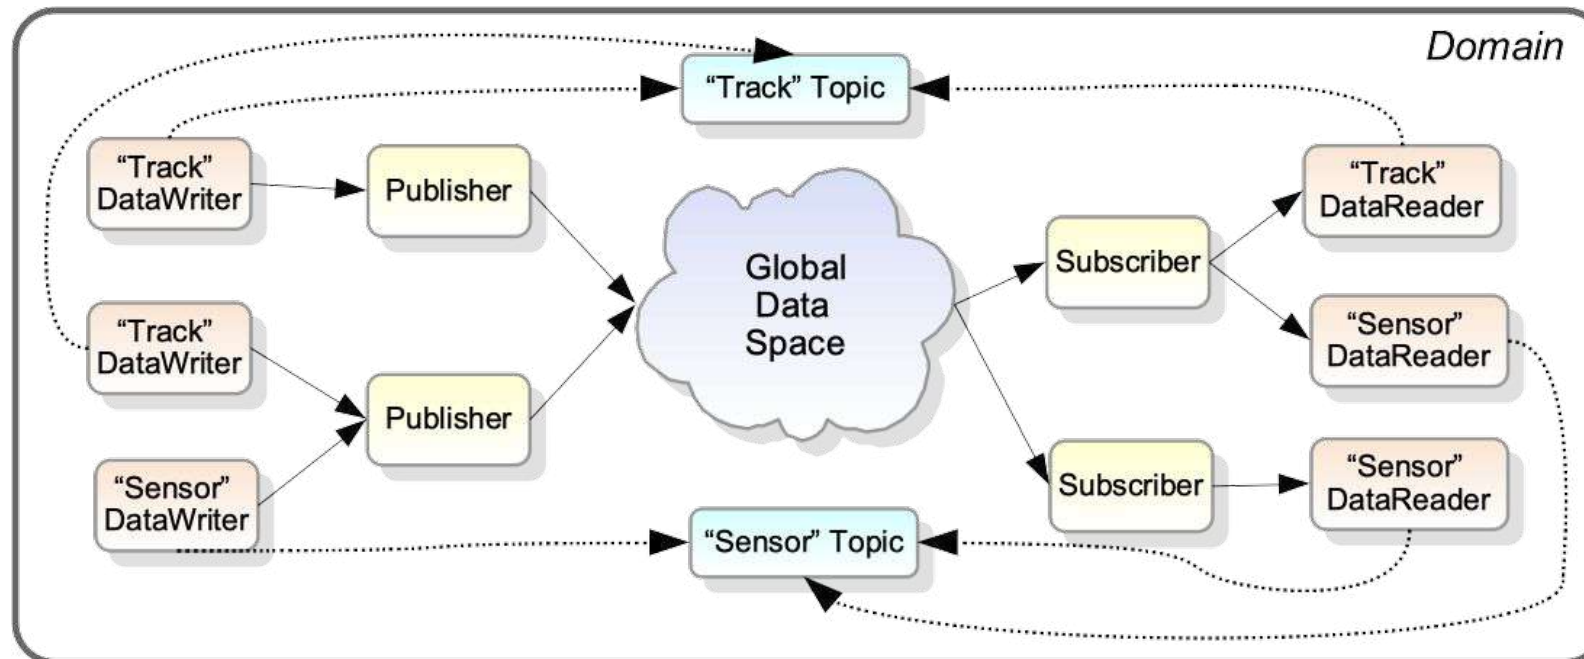 Domain
“Track” Topic
“Track”
DataWriter
Publisher
“Track”
DataReader
Global
Data
Space
Subscriber
“Track”
DataWriter
“Sensor”
DataReader
Publisher
“Sensor”
DataWriter
Subscriber
“Sensor”
DataReader
“Sensor” Topic